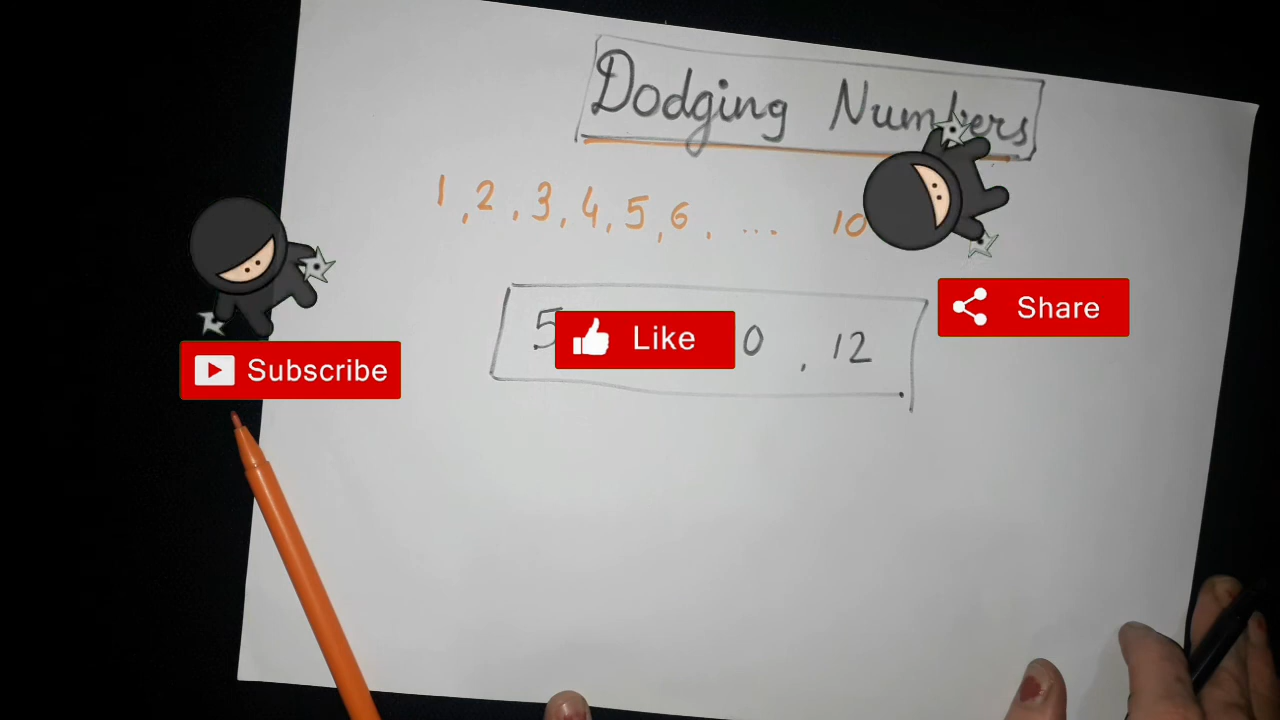 Dodging Numbers
1, 2, 3, 4, 5, 6, ... 10
Share
5 0, 12
Like
Subscribe